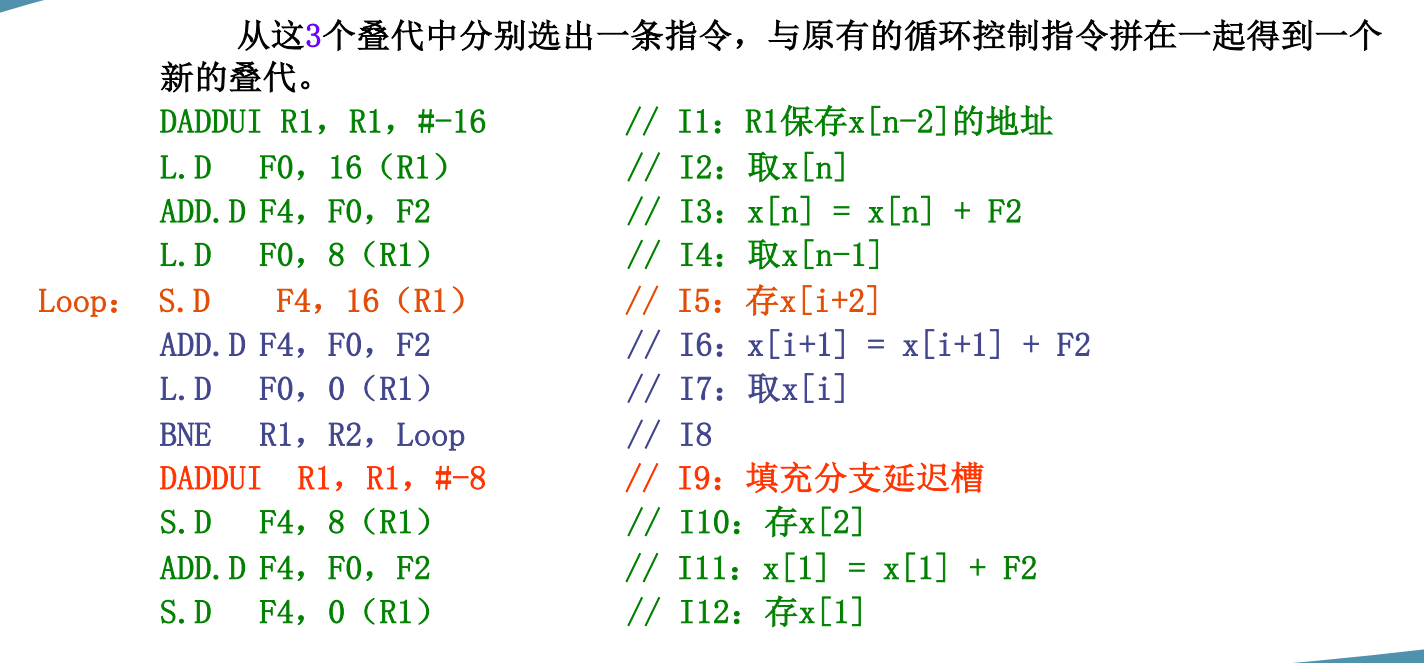 从这3个叠代中分别选出一条指令，与原有的循环控制指令拼在一起得到一个
新的叠代。
DADDUI R1，R1，#-16 // I1：R1保存x[n-2]的地址
L.D F0，16（R1） // I2：取x[n]
ADD.D F4，F0，F2 // I3：x[n] = x[n] + F2
L.D F0，8（R1） // I4：取x[n-1]
Loop： S.D F4，16（R1） // I5：存x[i+2]
ADD.D F4，F0，F2 // I6：x[i+1] = x[i+1] + F2
L.D F0，0（R1） // I7：取x[i]
BNE R1，R2，Loop // I8
DADDUI R1，R1，#-8 // I9：填充分支延迟槽
S.D F4，8（R1） // I10：存x[2]
ADD.D F4，F0，F2 // I11：x[1] = x[1] + F2
S.D F4，0（R1） // I12：存x[1]